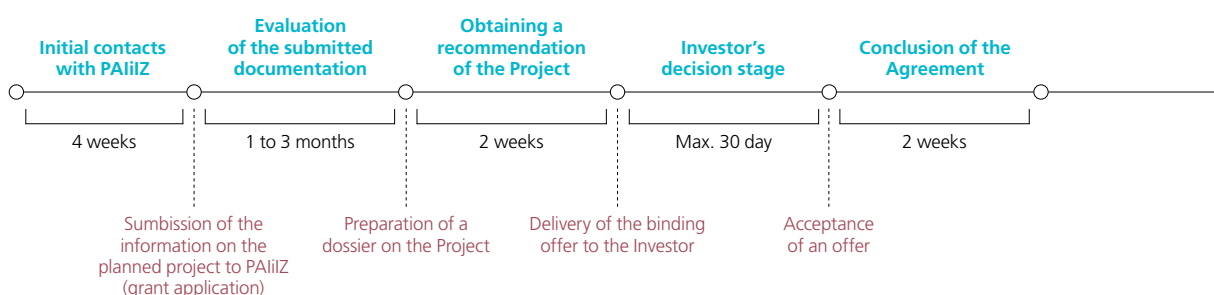 Initial contacts
with PAIiIZ
Evaluation
of the submitted
documentation
Obtaining a
recommendation
of the Project
Investor's
decision stage
Conclusion of the
Agreement
4 weeks
1 to 3 months
2 weeks
Max. 30 day
2 weeks
Sumbission of the
information on the
planned project to PAIiIZ
(grant application)
Preparation of a
dossier on the Project
Delivery of the binding
offer to the Investor
Acceptance
of an offer